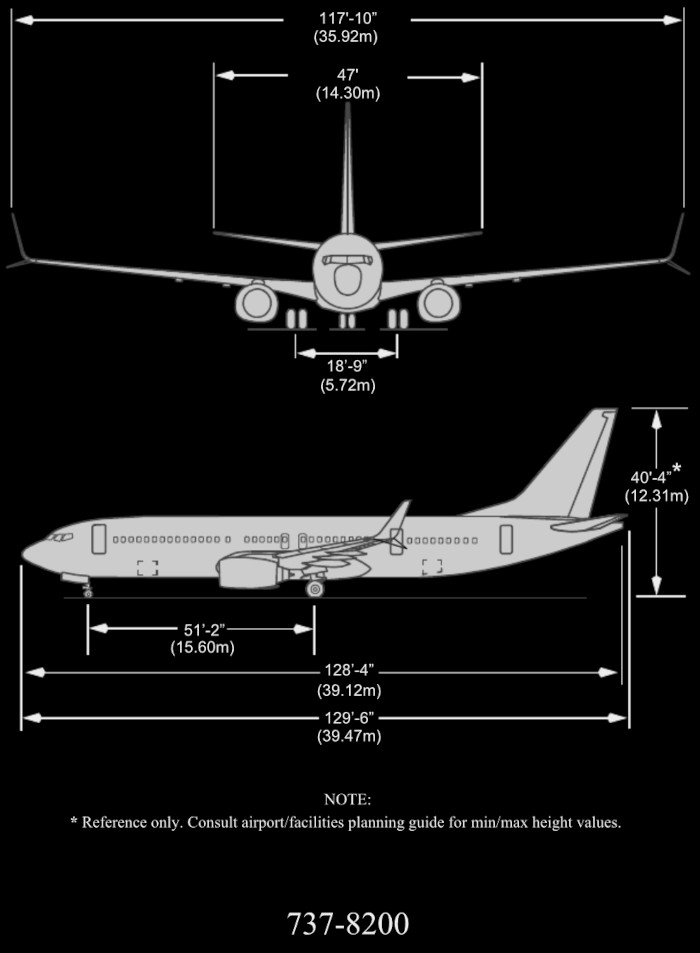 117'-10”
(35.92m)
47'
(14.30m)
18'-9”
(5.72m)
40'-4”*
(12.31m)
51'-2”
(15.60m)
128'-4”
(39.12m)
129'-6”
(39.47m)
NOTE:
* Reference only. Consult airport/facilities planning guide for min/max height values.
737-8200